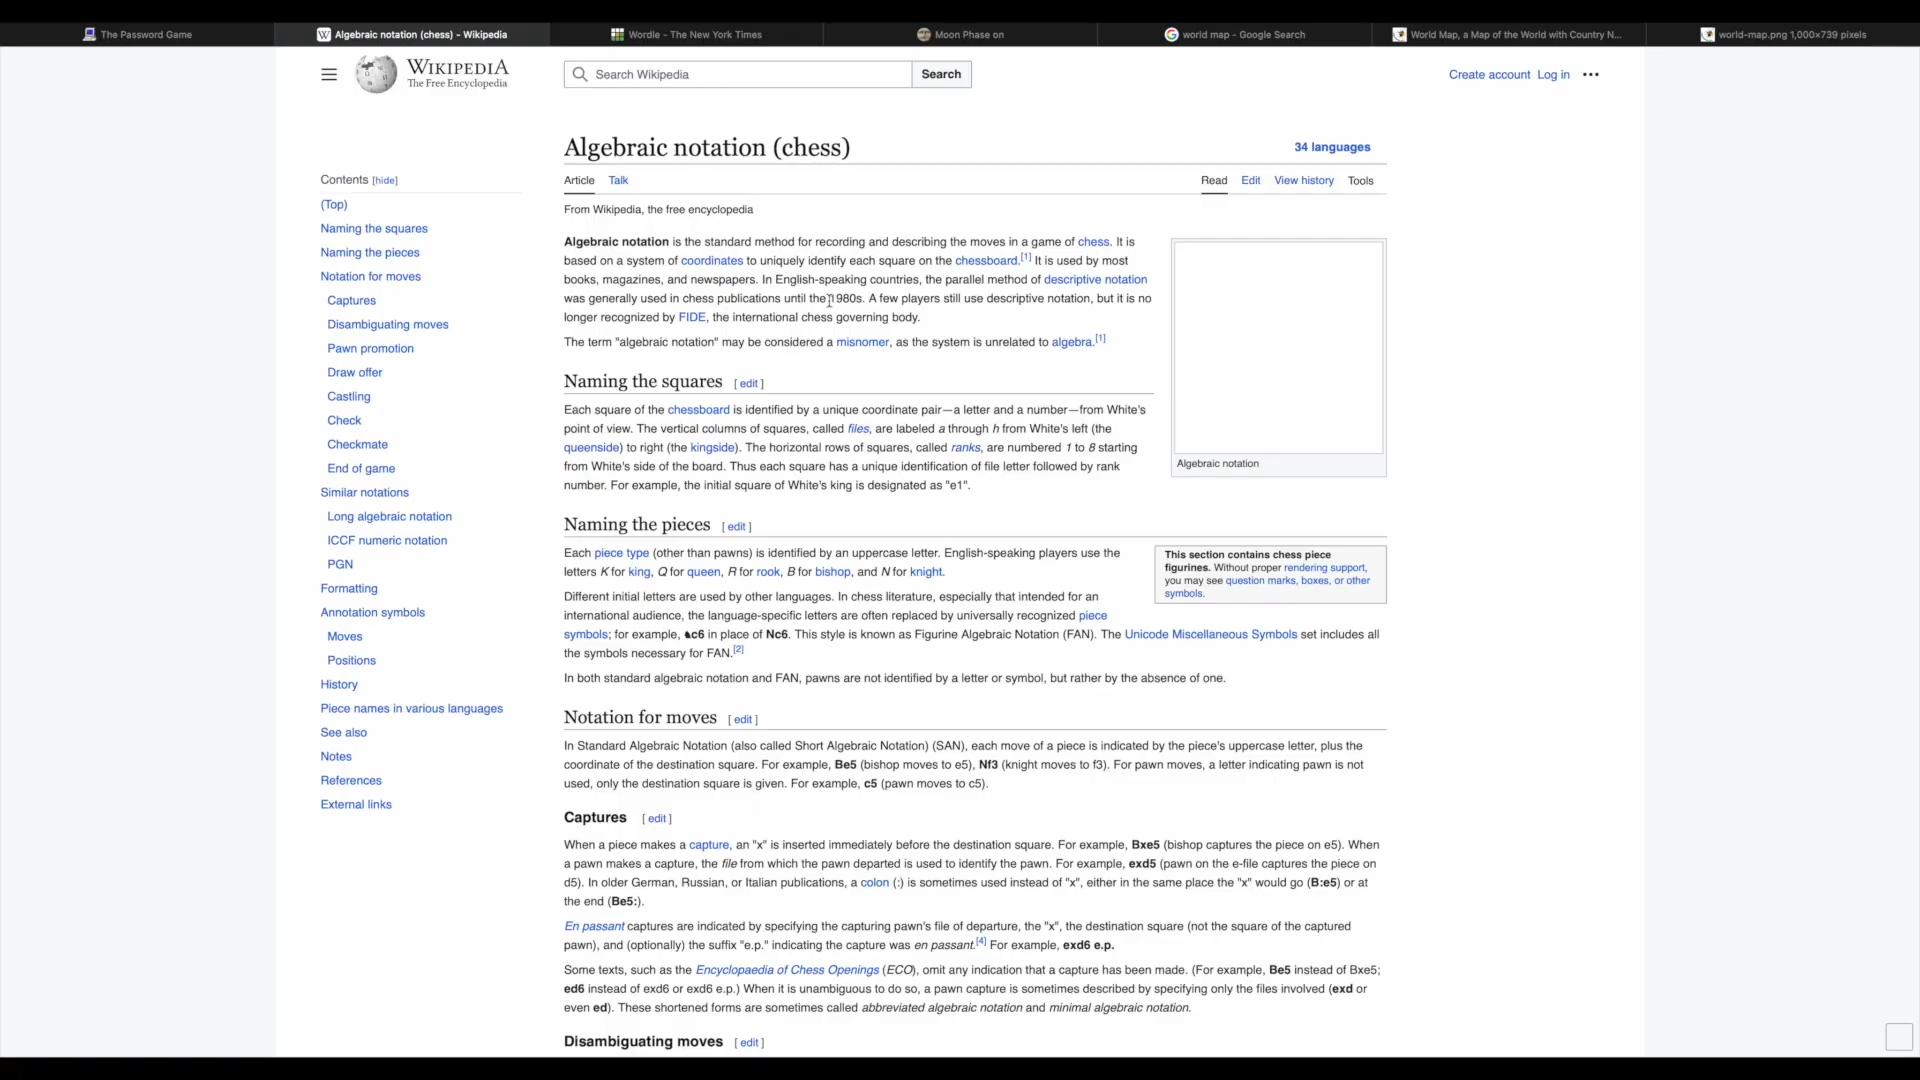 The Password Game
Algebraic notation (chess) - Wikipedia
Wordle - The New York Times
Moon Phase on
world map - Google Search
World Map, a Map of the World with Country N...
world-map.png 1,000×739 pixels
WIKIPEDIA
The Free Encyclopedia
Search Wikipedia
Search
Create account
Log in
Algebraic notation (chess)
34 languages
Article
Talk
Read
Edit
View history
Tools
From Wikipedia, the free encyclopedia
Contents [hide]
(Top)
Naming the squares
Naming the pieces
Notation for moves
Captures
Disambiguating moves
Pawn promotion
Draw offer
Castling
Check
Checkmate
End of game
Similar notations
Long algebraic notation
ICCF numeric notation
PGN
Formatting
Annotation symbols
Moves
Positions
History
Piece names in various languages
See also
Notes
References
External links
Algebraic notation is the standard method for recording and describing the moves in a game of chess. It is
based on a system of coordinates to uniquely identify each square on the chessboard.[1] It is used by most
books, magazines, and newspapers. In English-speaking countries, the parallel method of descriptive notation
was generally used in chess publications until the 1980s. A few players still use descriptive notation, but it is no
longer recognized by FIDE, the international chess governing body.
The term "algebraic notation" may be considered a misnomer, as the system is unrelated to algebra.[1]
Algebraic notation
Naming the squares [ edit ]
Each square of the chessboard is identified by a unique coordinate pair—a letter and a number—from White's
point of view. The vertical columns of squares, called files, are labeled a through h from White's left (the
queenside) to right (the kingside). The horizontal rows of squares, called ranks, are numbered 1 to 8 starting
from White's side of the board. Thus each square has a unique identification of file letter followed by rank
number. For example, the initial square of White's king is designated as "e1".
Naming the pieces [ edit ]
Each piece type (other than pawns) is identified by an uppercase letter. English-speaking players use the
letters K for king, Q for queen, R for rook, B for bishop, and N for knight.
This section contains chess piece
figurines. Without proper rendering support,
you may see question marks, boxes, or other
symbols.
Different initial letters are used by other languages. In chess literature, especially that intended for an
international audience, the language-specific letters are often replaced by universally recognized piece
symbols; for example, ♞c6 in place of Nc6. This style is known as Figurine Algebraic Notation (FAN). The Unicode Miscellaneous Symbols set includes all
the symbols necessary for FAN.[2]
In both standard algebraic notation and FAN, pawns are not identified by a letter or symbol, but rather by the absence of one.
Notation for moves [ edit ]
In Standard Algebraic Notation (also called Short Algebraic Notation) (SAN), each move of a piece is indicated by the piece's uppercase letter, plus the
coordinate of the destination square. For example, Be5 (bishop moves to e5), Nf3 (knight moves to f3). For pawn moves, a letter indicating pawn is not
used, only the destination square is given. For example, c5 (pawn moves to c5).
Captures [ edit ]
When a piece makes a capture, an "x" is inserted immediately before the destination square. For example, Bxe5 (bishop captures the piece on e5). When
a pawn makes a capture, the file from which the pawn departed is used to identify the pawn. For example, exd5 (pawn on the e-file captures the piece on
d5). In older German, Russian, or Italian publications, a colon (:) is sometimes used instead of "x", either in the same place the "x" would go (B:e5) or at
the end (Be5:).
En passant captures are indicated by specifying the capturing pawn's file of departure, the "x", the destination square (not the square of the captured
pawn), and (optionally) the suffix "e.p." indicating the capture was en passant.[4] For example, exd6 e.p.
Some texts, such as the Encyclopaedia of Chess Openings (ECO), omit any indication that a capture has been made. (For example, Be5 instead of Bxe5;
ed6 instead of exd6 or exd6 e.p.) When it is unambiguous to do so, a pawn capture is sometimes described by specifying only the files involved (exd or
even ed). These shortened forms are sometimes called abbreviated algebraic notation and minimal algebraic notation.
Disambiguating moves [ edit ]